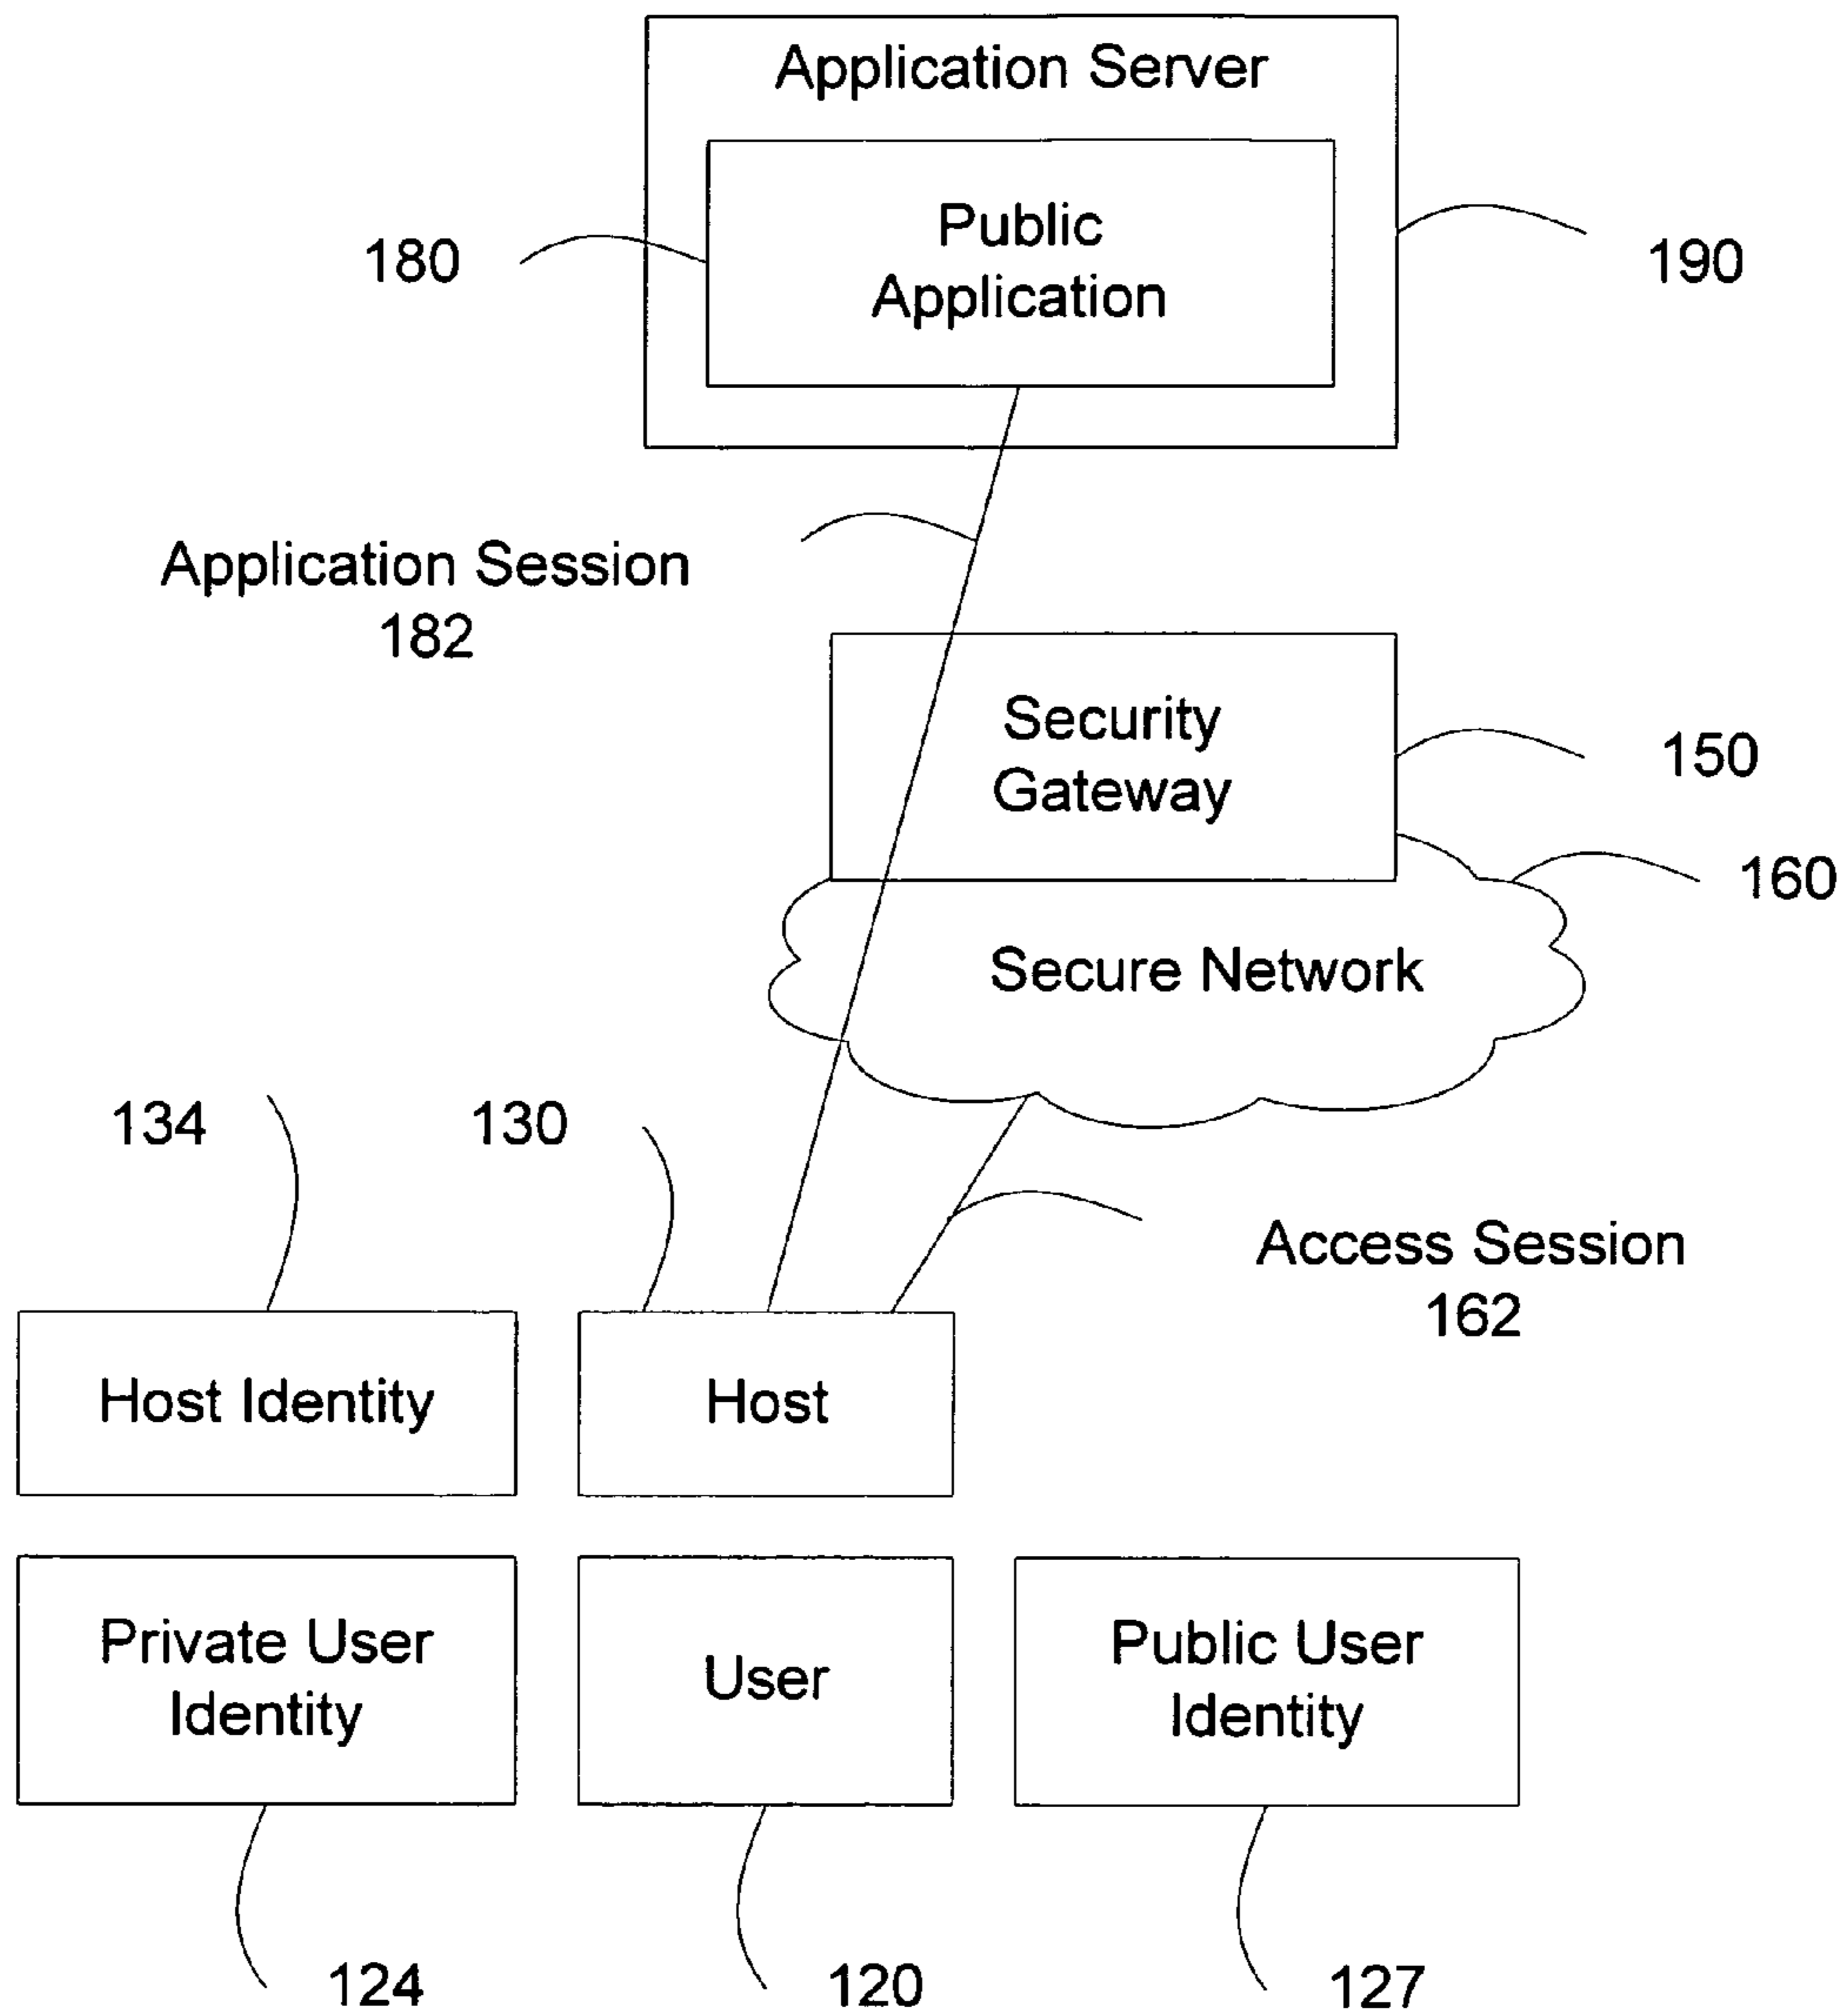 Application Server
Public
Application
180
190
Application Session
182
Security
Gateway
150
160
Secure Network
134
130
Access Session
162
Host Identity
Host
Private User
Identity
User
Public User
Identity
124
120
127